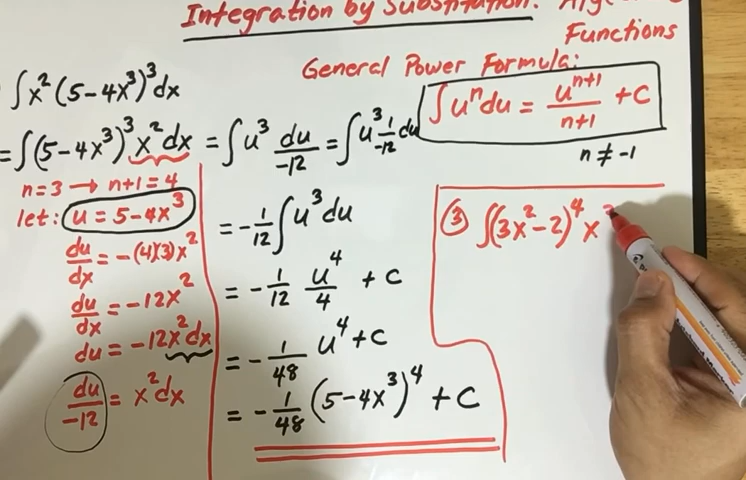 Integration by Substitution: Alge
Functions
General Power Formula:
∫uⁿdu = uⁿ⁺¹/n+1 + C
n ≠ -1
∫x²(5-4x³)³dx
= ∫(5-4x³)³x²dx = ∫u³ du/-12 = ∫u³ 1/-12 du
n=3 → n+1=4
let: u = 5-4x³
du/dx = -(4)(3)x²
du/dx = -12x²
du = -12x²dx
du/-12 = x²dx
= -1/12 ∫u³du
= -1/12 u⁴/4 + C
= -1/48 u⁴+C
= -1/48 (5-4x³)⁴ + C
③ ∫(3x²-2)⁴x